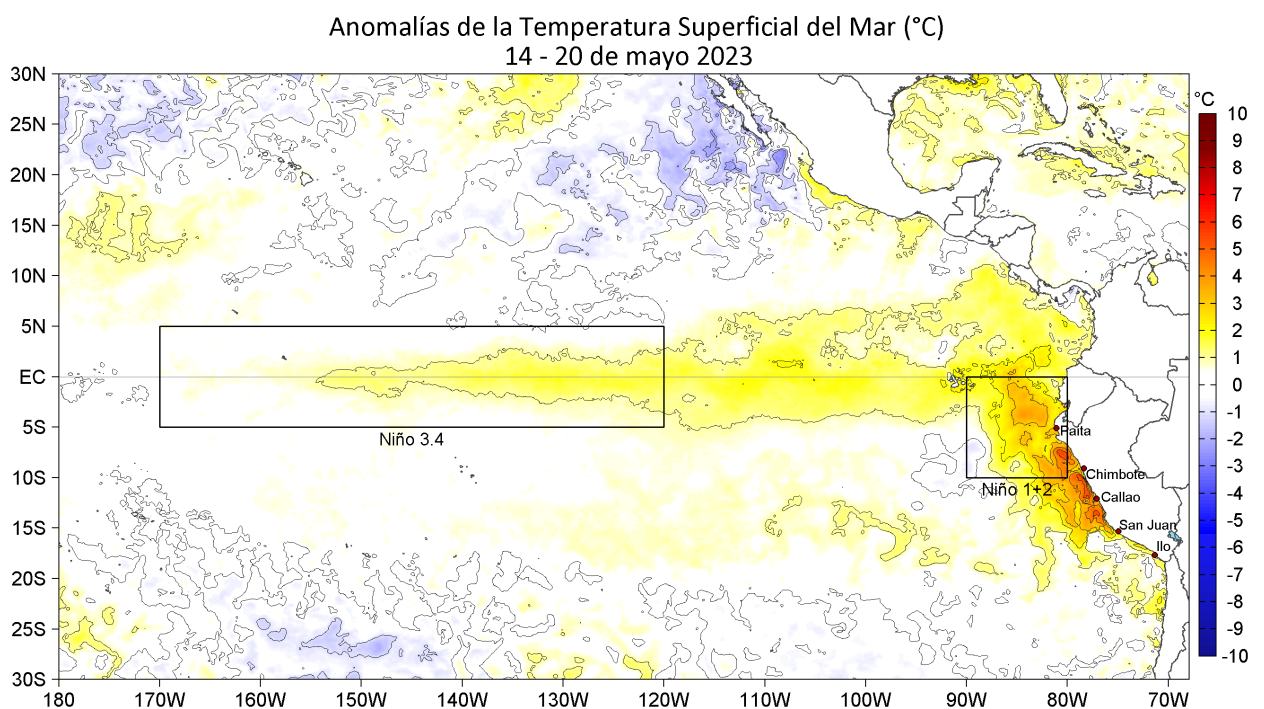 Anomalías de la Temperatura Superficial del Mar (°C)
14 - 20 de mayo 2023
30N
25N
20N
15N
10N
5N
EC
5S
10S
15S
20S
25S
30S
180
170W
160W
150W
140W
130W
120W
110W
100W
90W
80W
70W
Niño 3.4
Niño 1+2
Paita
Chimbote
Callao
San Juan
Ilo
°C
10
9
8
7
6
5
4
3
2
1
0
-1
-2
-3
-4
-5
-6
-7
-8
-9
-10